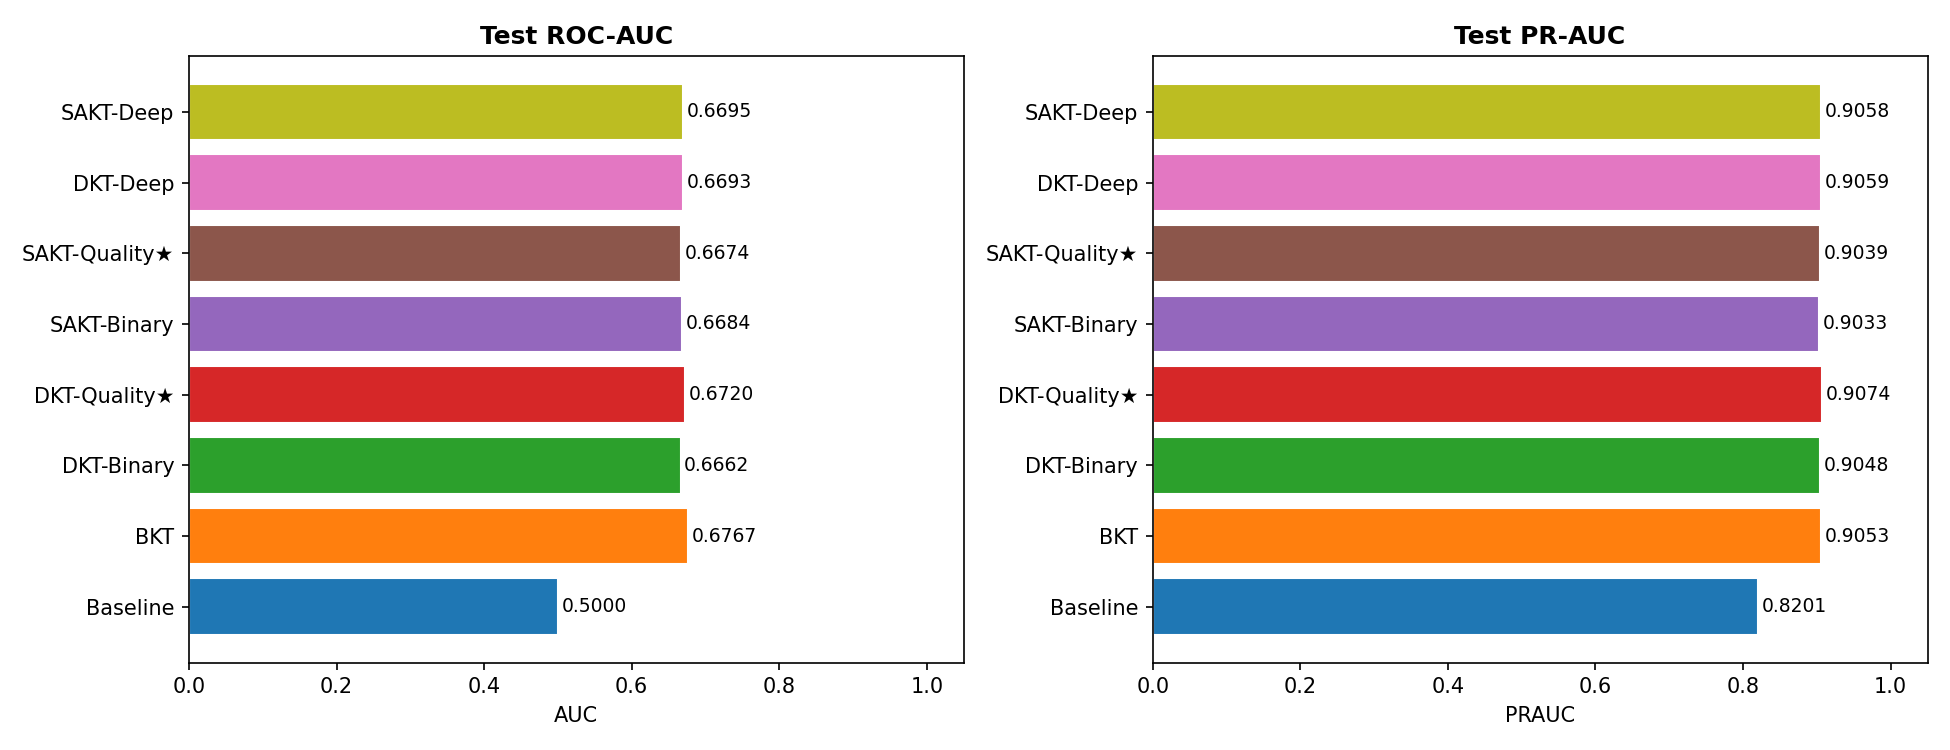 Test ROC-AUC
SAKT-Deep 0.6695
DKT-Deep 0.6693
SAKT-Quality★ 0.6674
SAKT-Binary 0.6684
DKT-Quality★ 0.6720
DKT-Binary 0.6662
BKT 0.6767
Baseline 0.5000
0.0 0.2 0.4 0.6 0.8 1.0
AUC
Test PR-AUC
SAKT-Deep 0.9058
DKT-Deep 0.9059
SAKT-Quality★ 0.9039
SAKT-Binary 0.9033
DKT-Quality★ 0.9074
DKT-Binary 0.9048
BKT 0.9053
Baseline 0.8201
0.0 0.2 0.4 0.6 0.8 1.0
PRAUC